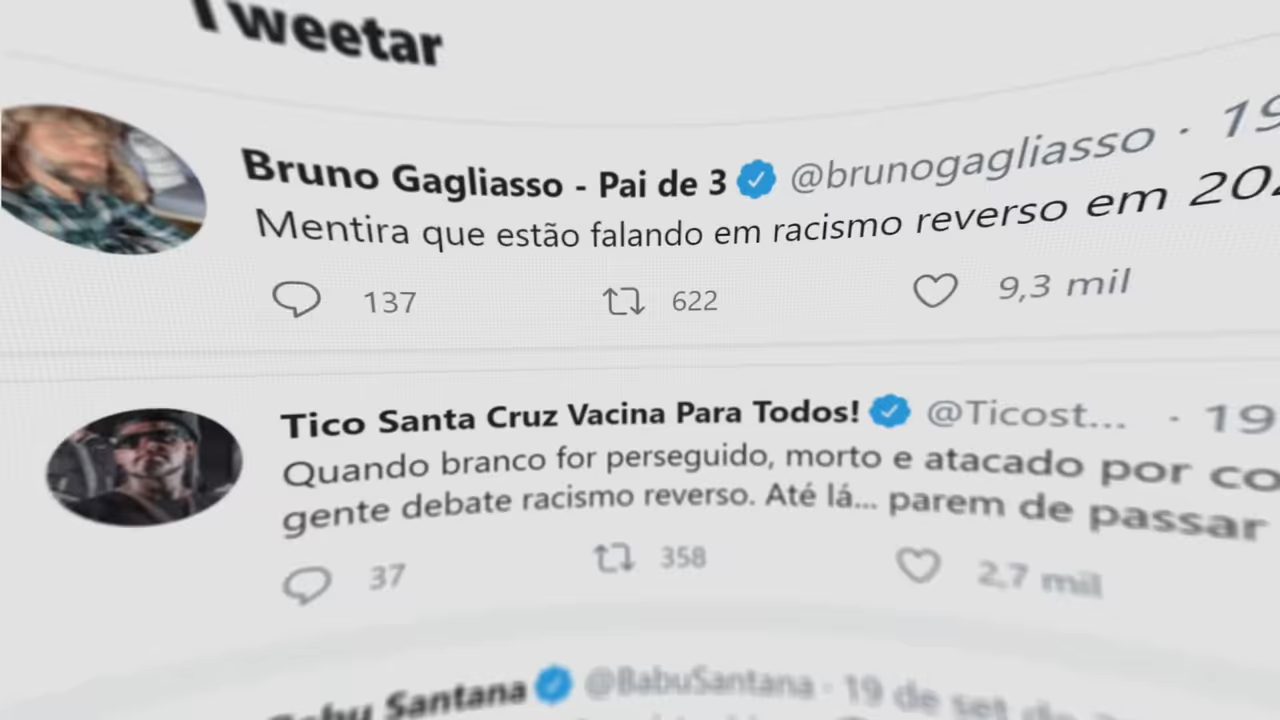 Tweetar
Bruno Gagliasso - Pai de 3 @brunogagliasso · 19
Mentira que estão falando em racismo reverso em 202
137 622 9,3 mil
Tico Santa Cruz Vacina Para Todos! @Ticost... · 19
Quando branco for perseguido, morto e atacado por co
gente debate racismo reverso. Até lá... parem de passar
37 358 2,7 mil
Babu Santana @BabuSantana · 19 de set de